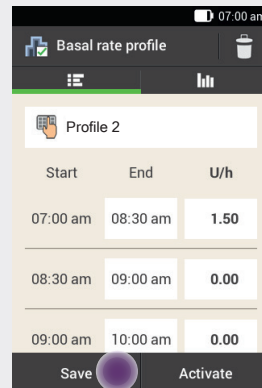 07:00 am
Basal rate profile
Profile 2
Start End U/h
07:00 am 08:30 am 1.50
08:30 am 09:00 am 0.00
09:00 am 10:00 am 0.00
Save Activate